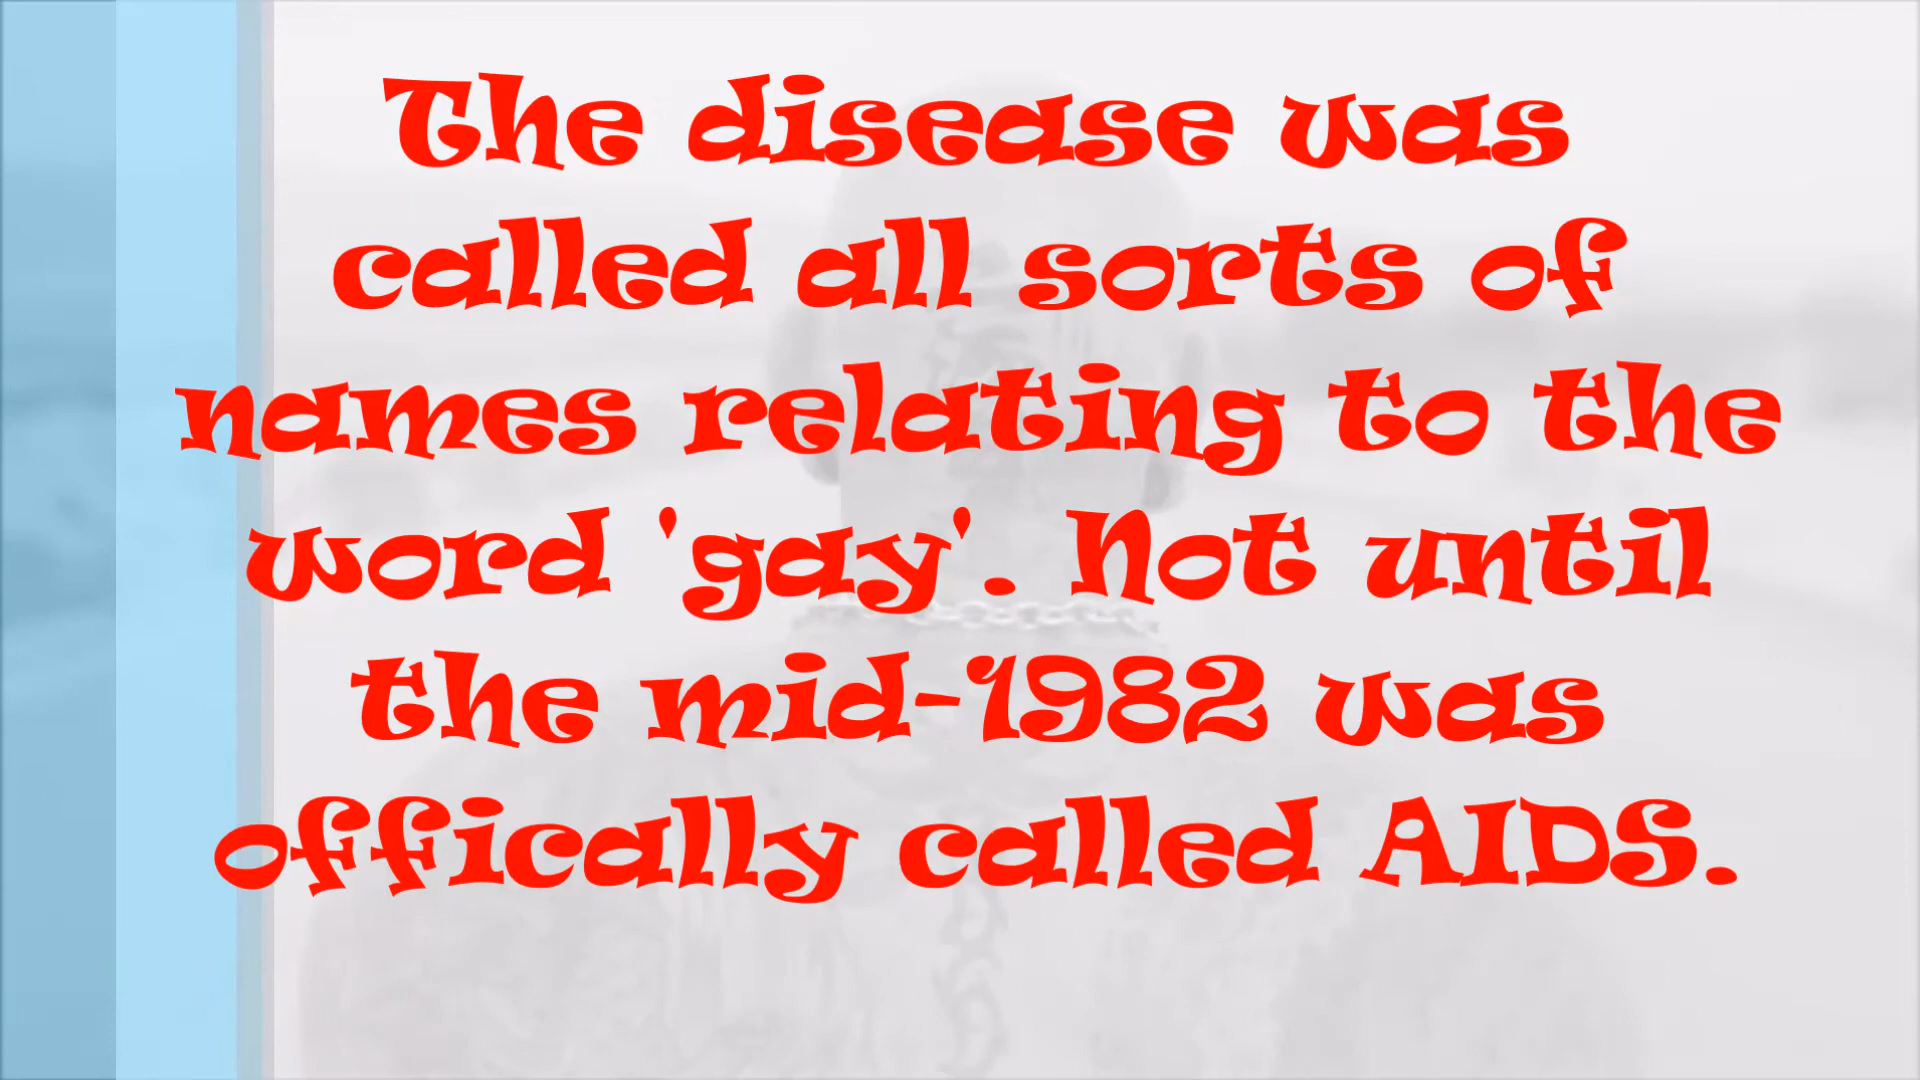 The disease was
called all sorts of
names relating to the
word 'gay'. Not until
the mid-1982 was
offically called AIDS.